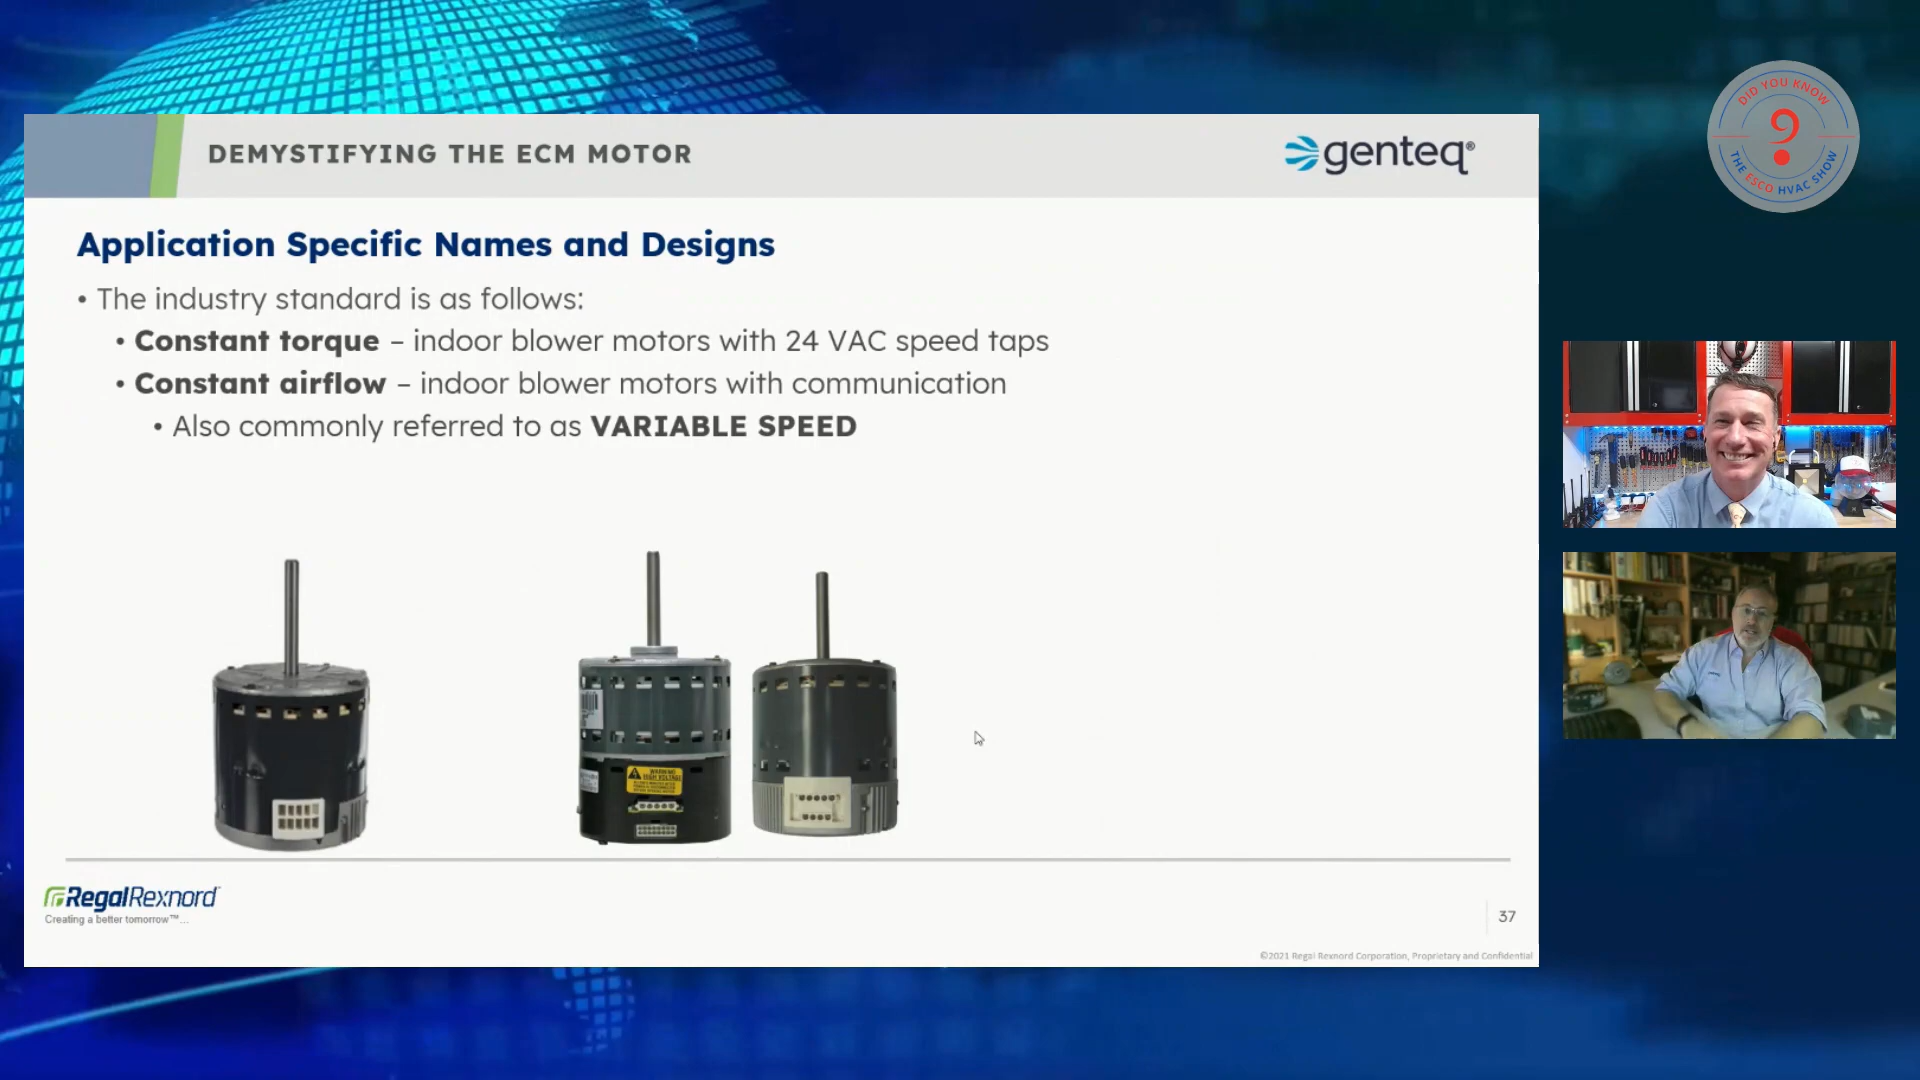 DEMYSTIFYING THE ECM MOTOR
genteq®
DID YOU KNOW
?
THE ESCO HVAC SHOW
Application Specific Names and Designs
• The industry standard is as follows:
• Constant torque – indoor blower motors with 24 VAC speed taps
• Constant airflow – indoor blower motors with communication
• Also commonly referred to as VARIABLE SPEED
WARNING
HIGH VOLTAGE
RegalRexnord
Creating a better tomorrow™...
37
©2021 Regal Rexnord Corporation, Proprietary and Confidential